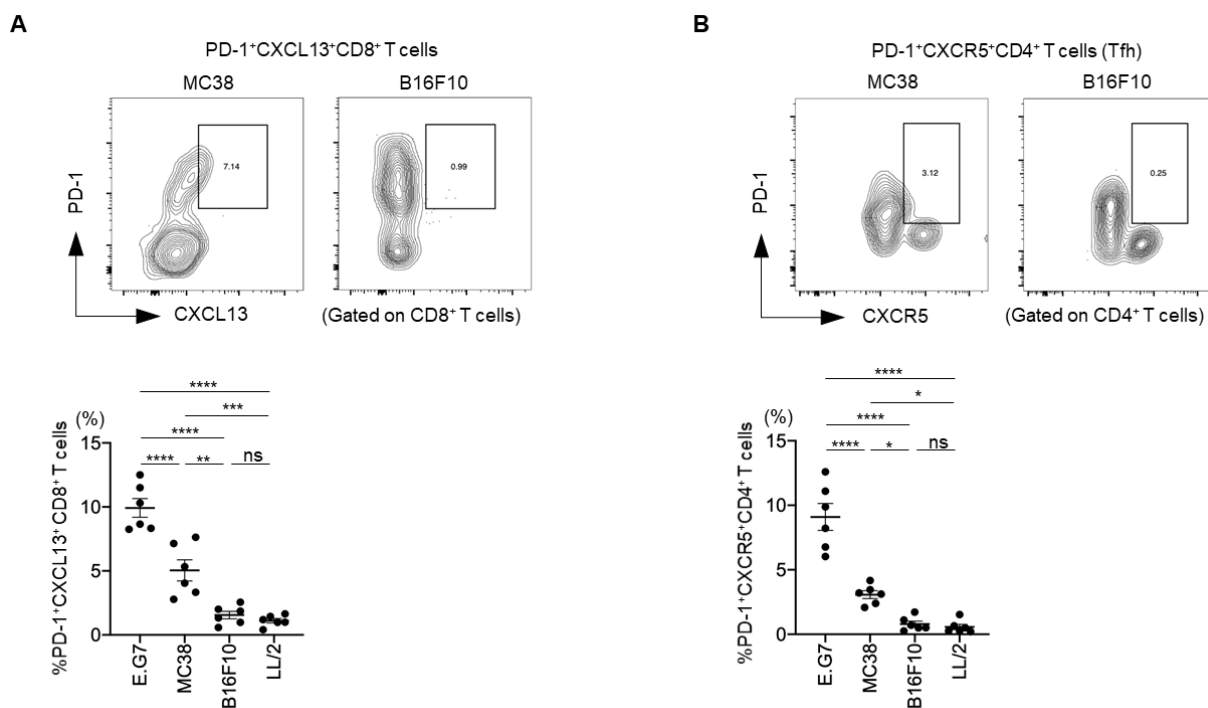 A
PD-1⁺CXCL13⁺CD8⁺ T cells
MC38
B16F10
7.14
0.99
PD-1
CXCL13
(Gated on CD8⁺ T cells)
****
***
****
**** ** ns
(%)
15
10
5
0
%PD-1⁺CXCL13⁺CD8⁺ T cells
E.G7
MC38
B16F10
LL/2
B
PD-1⁺CXCR5⁺CD4⁺ T cells (Tfh)
MC38
B16F10
3.12
0.25
PD-1
CXCR5
(Gated on CD4⁺ T cells)
****
*
****
**** * ns
(%)
15
10
5
0
%PD-1⁺CXCR5⁺CD4⁺ T cells
E.G7
MC38
B16F10
LL/2